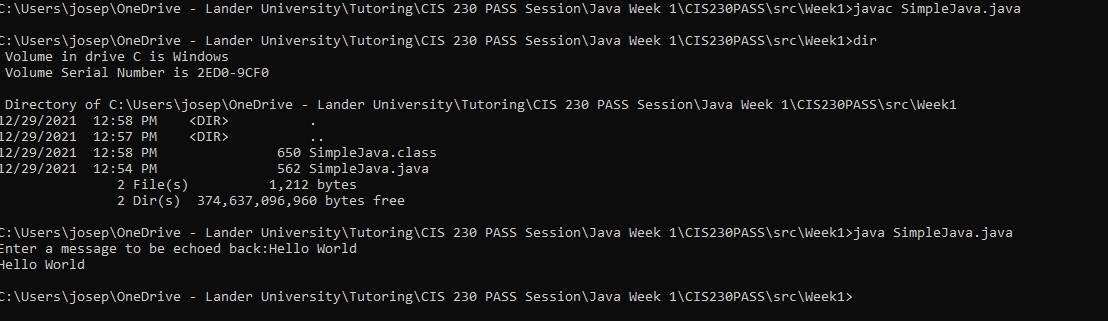 C:\Users\josep\OneDrive - Lander University\Tutoring\CIS 230 PASS Session\Java Week 1\CIS230PASS\src\Week1>javac SimpleJava.java
C:\Users\josep\OneDrive - Lander University\Tutoring\CIS 230 PASS Session\Java Week 1\CIS230PASS\src\Week1>dir
Volume in drive C is Windows
Volume Serial Number is 2ED0-9CF0
Directory of C:\Users\josep\OneDrive - Lander University\Tutoring\CIS 230 PASS Session\Java Week 1\CIS230PASS\src\Week1
12/29/2021  12:58 PM    <DIR>          .
12/29/2021  12:57 PM    <DIR>          ..
12/29/2021  12:58 PM               650 SimpleJava.class
12/29/2021  12:54 PM               562 SimpleJava.java
2 File(s)          1,212 bytes
2 Dir(s)  374,637,096,960 bytes free
C:\Users\josep\OneDrive - Lander University\Tutoring\CIS 230 PASS Session\Java Week 1\CIS230PASS\src\Week1>java SimpleJava.java
Enter a message to be echoed back:Hello World
Hello World
C:\Users\josep\OneDrive - Lander University\Tutoring\CIS 230 PASS Session\Java Week 1\CIS230PASS\src\Week1>